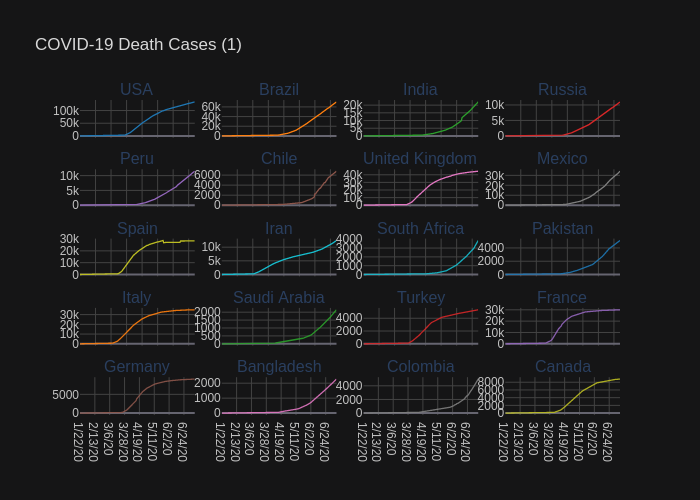 COVID-19 Death Cases (1)
USA Brazil India Russia
100k 50k 0 60k 40k 20k 0 20k 15k 10k 5k 0 10k 5k 0
Peru Chile United Kingdom Mexico
10k 5k 0 6000 4000 2000 0 40k 30k 20k 10k 0 30k 20k 10k 0
Spain Iran South Africa Pakistan
30k 20k 10k 0 10k 5k 0 4000 3000 2000 1000 0 4000 2000 0
Italy Saudi Arabia Turkey France
30k 20k 10k 0 2000 1500 1000 500 0 4000 2000 0 30k 20k 10k 0
Germany Bangladesh Colombia Canada
5000 0 2000 1000 0 4000 2000 0 8000 6000 4000 2000 0
1/22/20 2/13/20 3/6/20 3/28/20 4/19/20 5/11/20 6/2/20 6/24/20 1/22/20 2/13/20 3/6/20 3/28/20 4/19/20 5/11/20 6/2/20 6/24/20 1/22/20 2/13/20 3/6/20 3/28/20 4/19/20 5/11/20 6/2/20 6/24/20 1/22/20 2/13/20 3/6/20 3/28/20 4/19/20 5/11/20 6/2/20 6/24/20